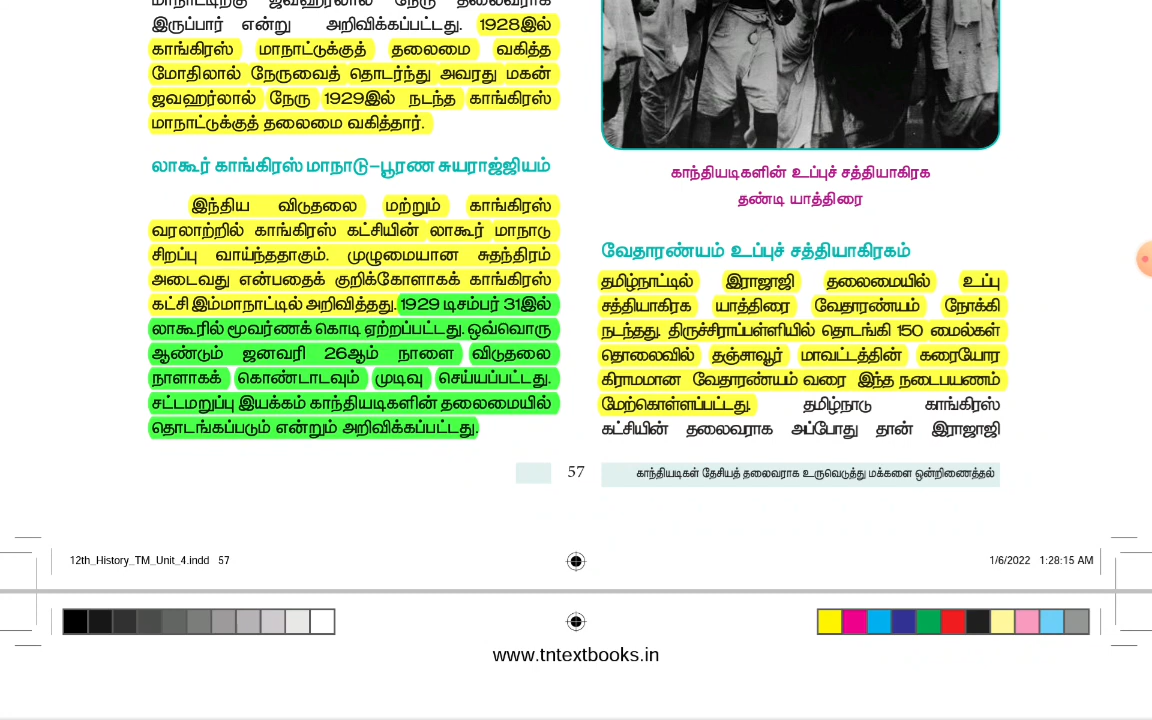 மாநாட்டிற்கு ஜவஹர்லால் நேரு தலைவராக
இருப்பார் என்று அறிவிக்கப்பட்டது. 1928இல்
காங்கிரஸ் மாநாட்டுக்குத் தலைமை வகித்த
மோதிலால் நேருவைத் தொடர்ந்து அவரது மகன்
ஜவஹர்லால் நேரு 1929இல் நடந்த காங்கிரஸ்
மாநாட்டுக்குத் தலைமை வகித்தார்.
லாகூர் காங்கிரஸ் மாநாடு–பூரண சுயராஜ்ஜியம்
இந்திய விடுதலை மற்றும் காங்கிரஸ்
வரலாற்றில் காங்கிரஸ் கட்சியின் லாகூர் மாநாடு
சிறப்பு வாய்ந்ததாகும். முழுமையான சுதந்திரம்
அடைவது என்பதைக் குறிக்கோளாகக் காங்கிரஸ்
கட்சி இம்மாநாட்டில் அறிவித்தது. 1929 டிசம்பர் 31இல்
லாகூரில் மூவர்ணக் கொடி ஏற்றப்பட்டது. ஒவ்வொரு
ஆண்டும் ஜனவரி 26ஆம் நாளை விடுதலை
நாளாகக் கொண்டாடவும் முடிவு செய்யப்பட்டது.
சட்டமறுப்பு இயக்கம் காந்தியடிகளின் தலைமையில்
தொடங்கப்படும் என்றும் அறிவிக்கப்பட்டது.
காந்தியடிகளின் உப்புச் சத்தியாகிரக
தண்டி யாத்திரை
வேதாரண்யம் உப்புச் சத்தியாகிரகம்
தமிழ்நாட்டில் இராஜாஜி தலைமையில் உப்பு
சத்தியாகிரக யாத்திரை வேதாரண்யம் நோக்கி
நடந்தது. திருச்சிராப்பள்ளியில் தொடங்கி 150 மைல்கள்
தொலைவில் தஞ்சாவூர் மாவட்டத்தின் கரையோர
கிராமமான வேதாரண்யம் வரை இந்த நடைபயணம்
மேற்கொள்ளப்பட்டது. தமிழ்நாடு காங்கிரஸ்
கட்சியின் தலைவராக அப்போது தான் இராஜாஜி
57 காந்தியடிகள் தேசியத் தலைவராக உருவெடுத்து மக்களை ஒன்றிணைத்தல்
12th_History_TM_Unit_4.indd 57 1/6/2022 1:28:15 AM
www.tntextbooks.in